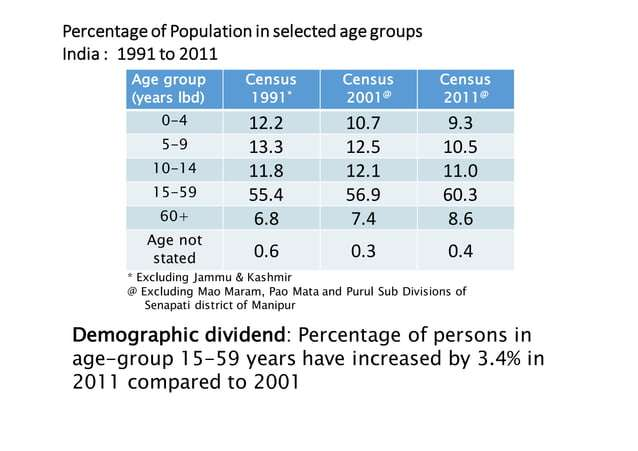 Percentage of Population in selected age groups
India :  1991 to 2011
Age group (years lbd) Census 1991* Census 2001@ Census 2011@
0-4 12.2 10.7 9.3
5-9 13.3 12.5 10.5
10-14 11.8 12.1 11.0
15-59 55.4 56.9 60.3
60+ 6.8 7.4 8.6
Age not stated 0.6 0.3 0.4
* Excluding Jammu & Kashmir
@ Excluding Mao Maram, Pao Mata and Purul Sub Divisions of
Senapati district of Manipur
Demographic dividend: Percentage of persons in
age-group 15-59 years have increased by 3.4% in
2011 compared to 2001